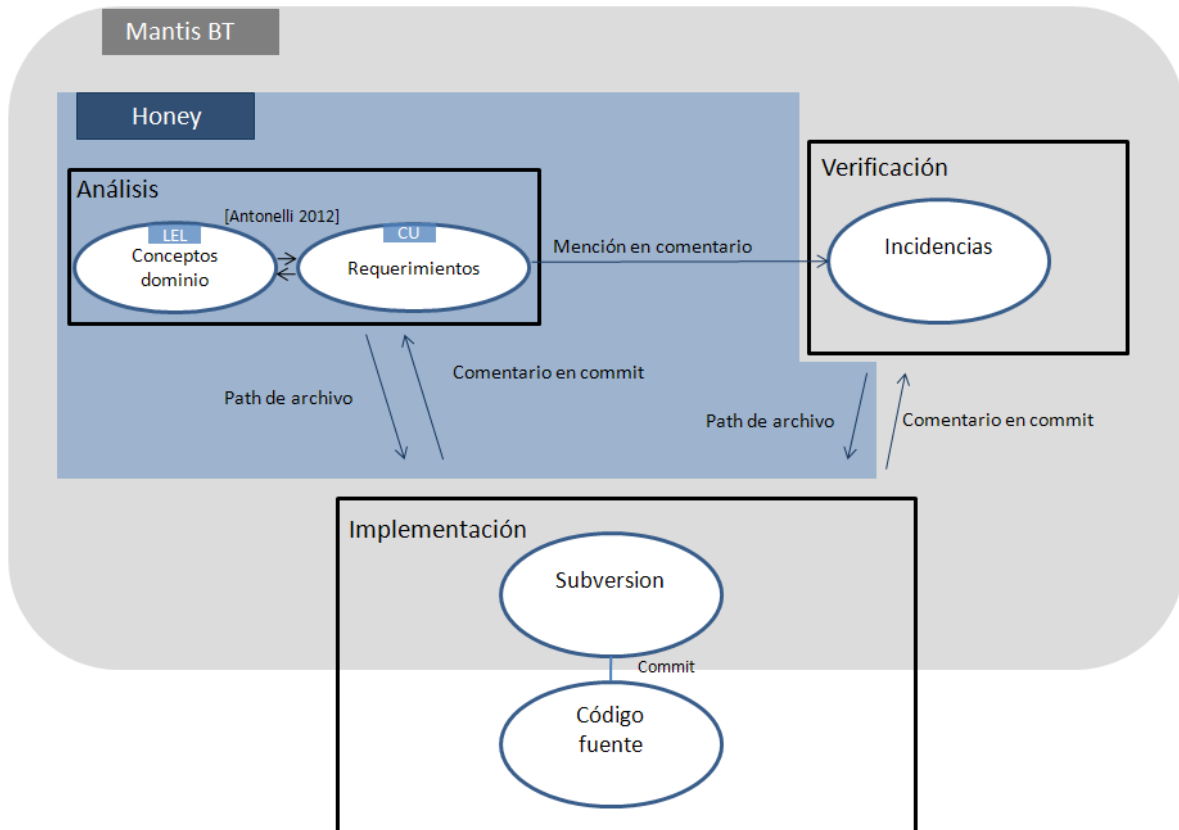 Mantis BT
Honey
Análisis
[Antonelli 2012]
LEL
Conceptos
dominio
CU
Requerimientos
Mención en comentario
Verificación
Incidencias
Path de archivo
Comentario en commit
Path de archivo
Comentario en commit
Implementación
Subversion
Commit
Código
fuente